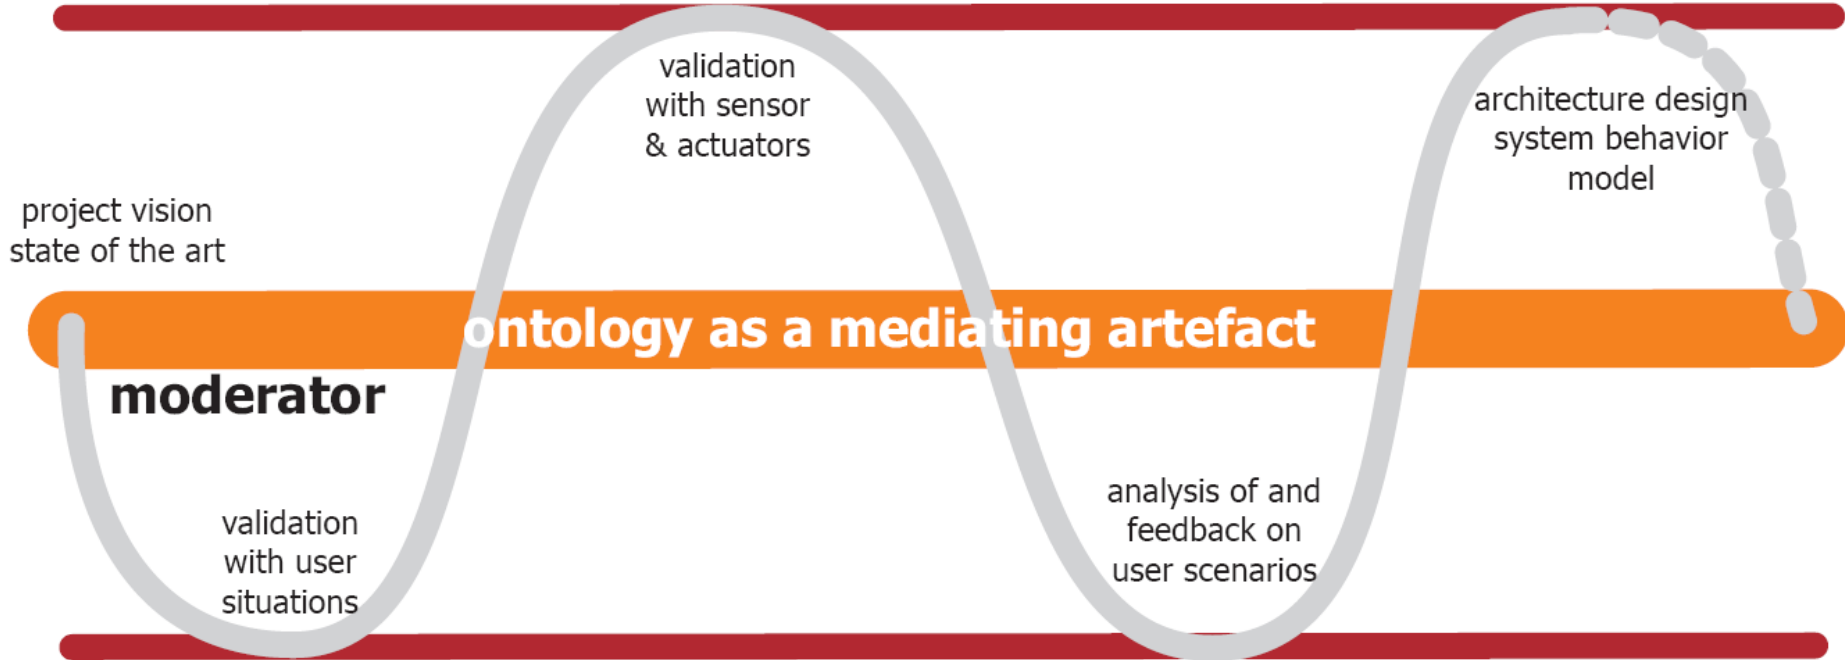 validation
with sensor
& actuators
architecture design
system behavior
model
project vision
state of the art
ontology as a mediating artefact
moderator
validation
with user
situations
analysis of and
feedback on
user scenarios